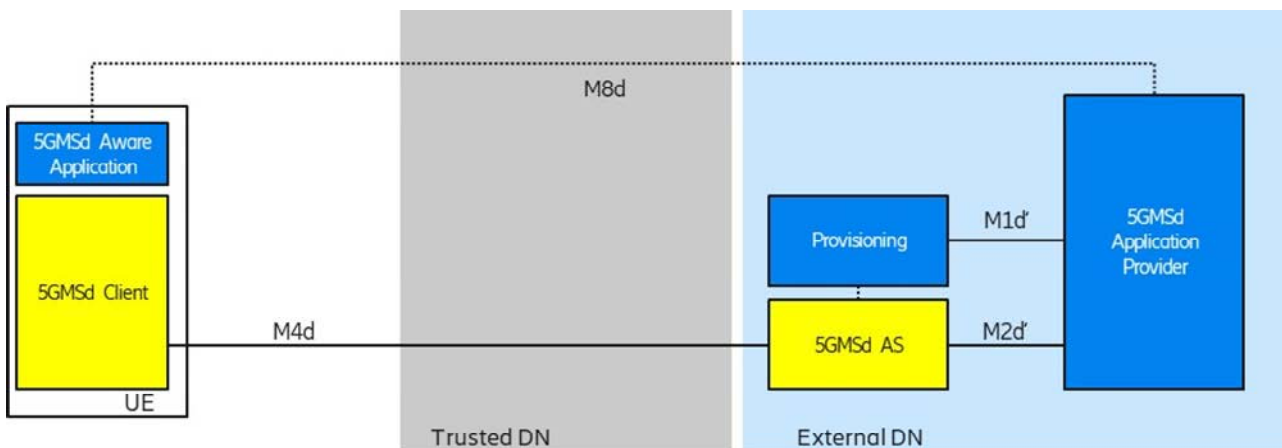 M8d
5GMSd Aware
Application
5GMSd Client
UE
M4d
Trusted DN
Provisioning
M1d'
5GMSd
Application
Provider
5GMSd AS
M2d'
External DN